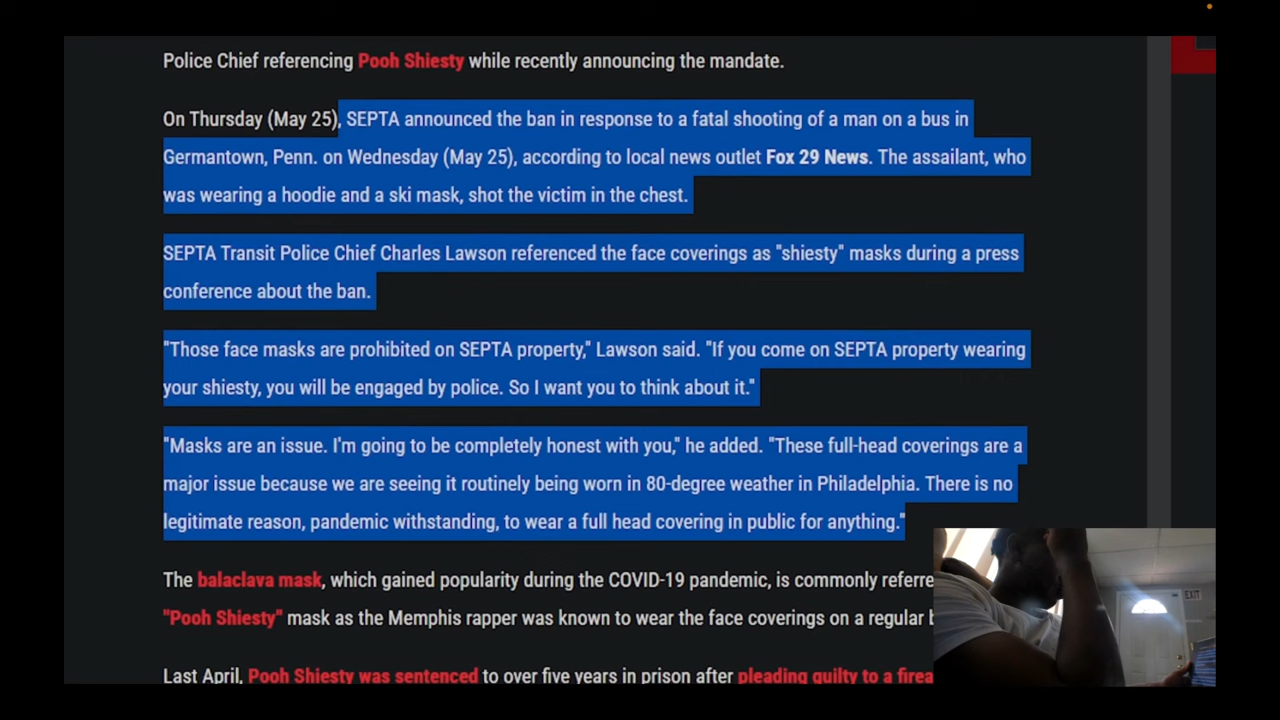 Police Chief referencing Pooh Shiesty while recently announcing the mandate.
On Thursday (May 25), SEPTA announced the ban in response to a fatal shooting of a man on a bus in
Germantown, Penn. on Wednesday (May 25), according to local news outlet Fox 29 News. The assailant, who
was wearing a hoodie and a ski mask, shot the victim in the chest.
SEPTA Transit Police Chief Charles Lawson referenced the face coverings as "shiesty" masks during a press
conference about the ban.
"Those face masks are prohibited on SEPTA property," Lawson said. "If you come on SEPTA property wearing
your shiesty, you will be engaged by police. So I want you to think about it."
"Masks are an issue. I'm going to be completely honest with you," he added. "These full-head coverings are a
major issue because we are seeing it routinely being worn in 80-degree weather in Philadelphia. There is no
legitimate reason, pandemic withstanding, to wear a full head covering in public for anything."
The balaclava mask, which gained popularity during the COVID-19 pandemic, is commonly referre
"Pooh Shiesty" mask as the Memphis rapper was known to wear the face coverings on a regular b
Last April, Pooh Shiesty was sentenced to over five years in prison after pleading guilty to a firea
EXIT